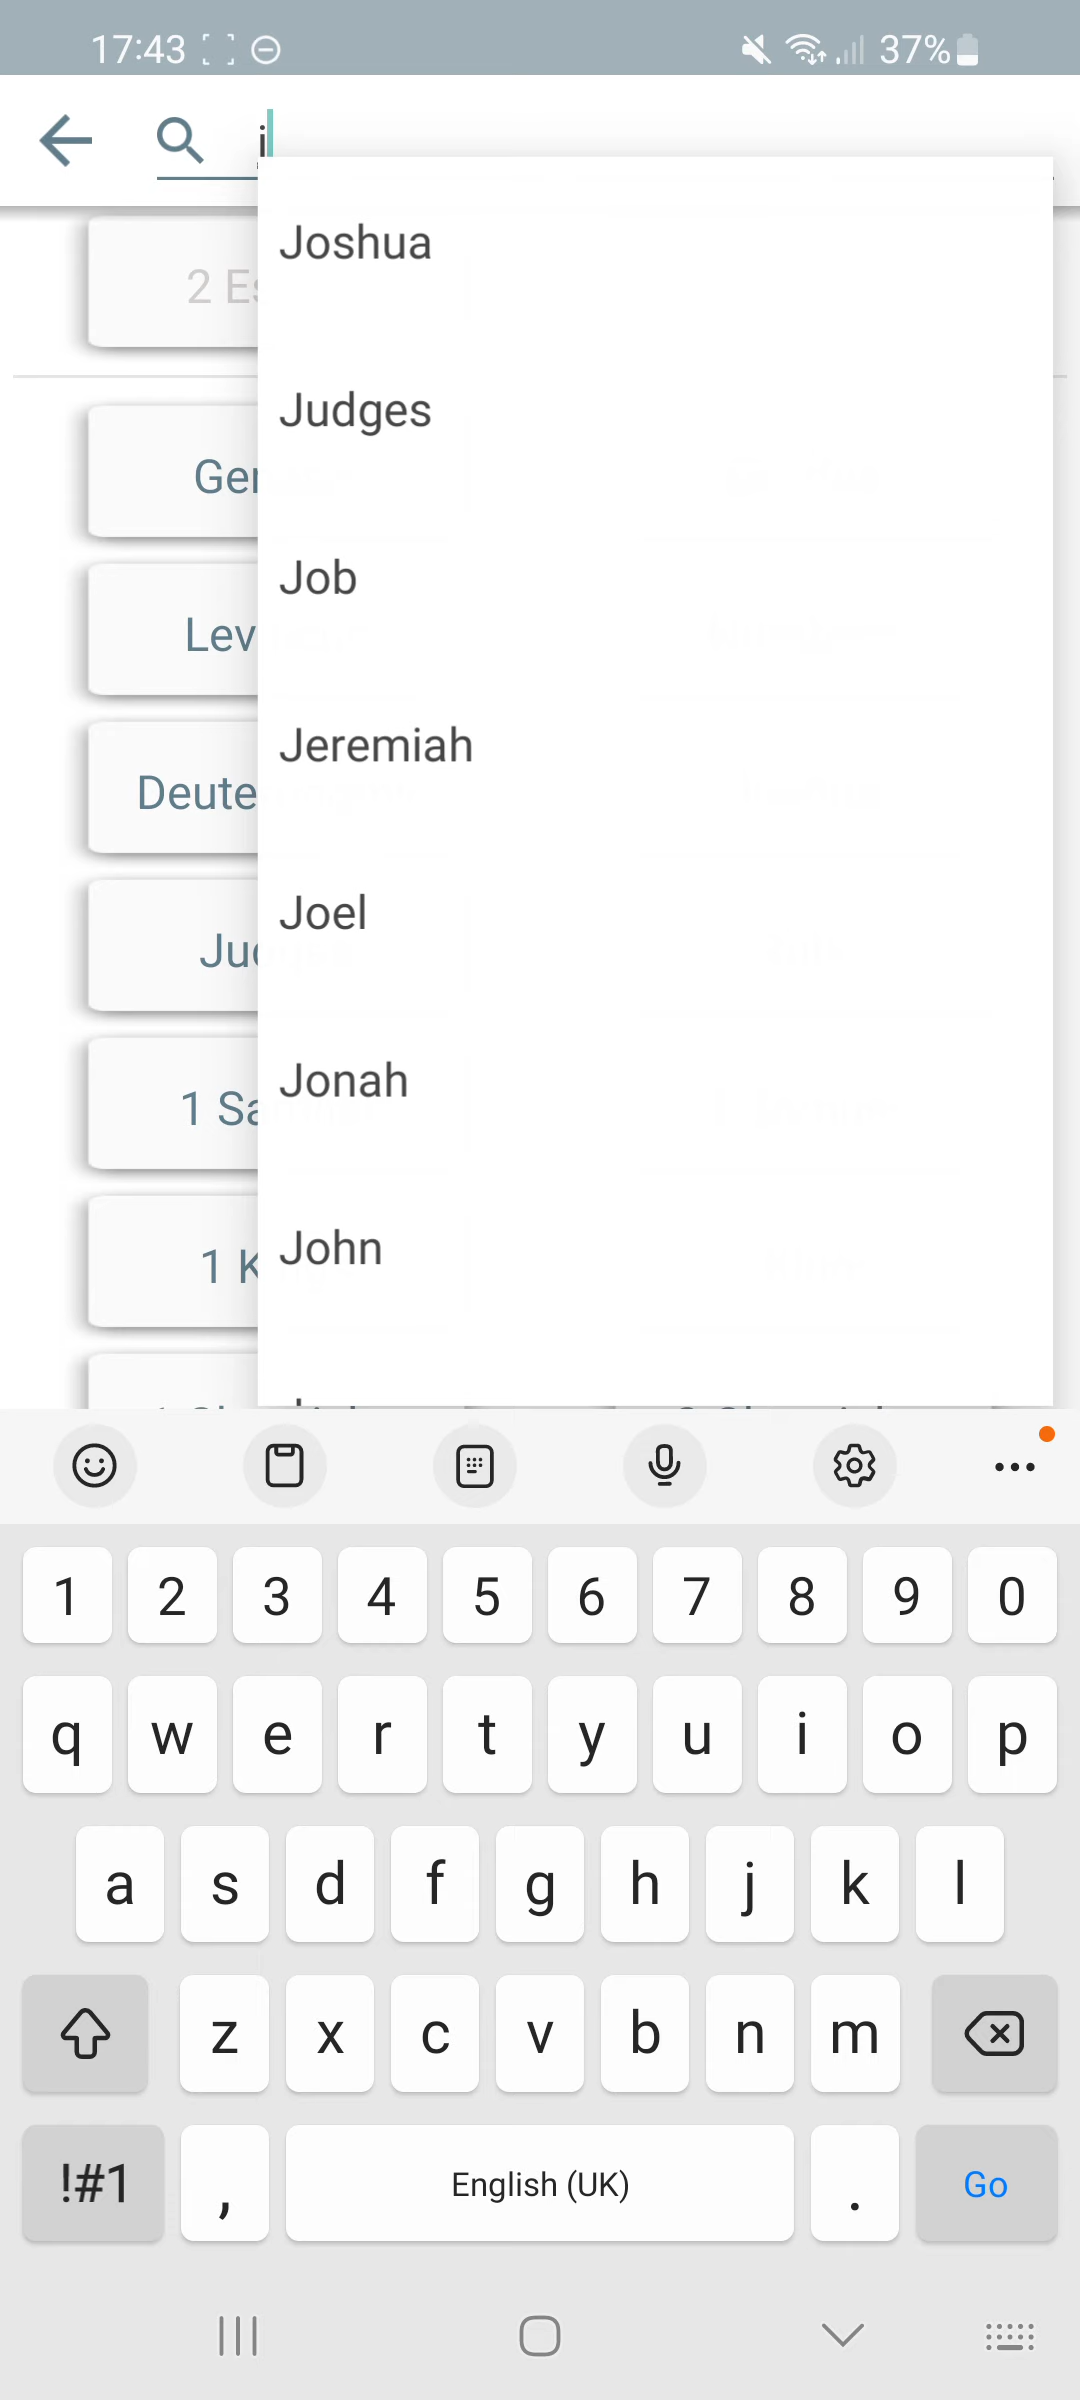 17:43
37%
j
Joshua
2 Es
Judges
Ger
Job
Lev
Jeremiah
Deute
Joel
Jud
Jonah
1 Sa
John
1 K
1 2 3 4 5 6 7 8 9 0
q w e r t y u i o p
a s d f g h j k l
z x c v b n m
!#1 , English (UK) . Go